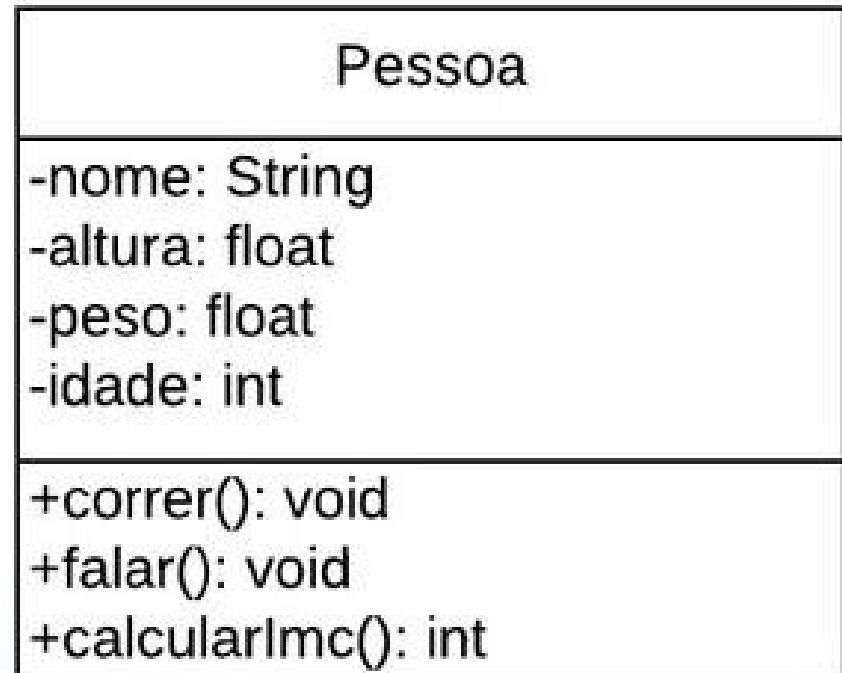 Pessoa
-nome: String
-altura: float
-peso: float
-idade: int
+correr(): void
+falar(): void
+calcularImc(): int